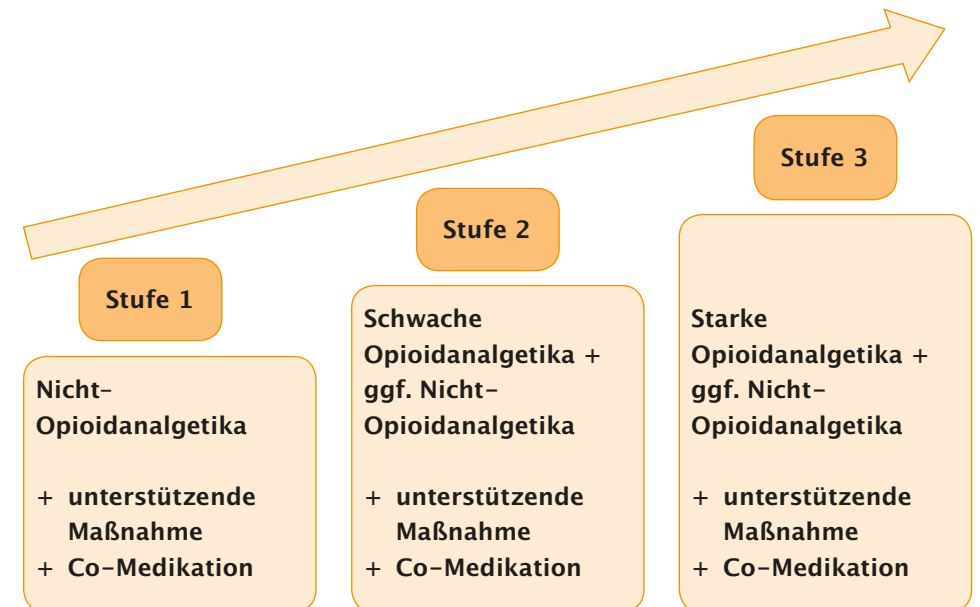 Stufe 1
Nicht-
Opioidanalgetika
+ unterstützende
Maßnahme
+ Co-Medikation
Stufe 2
Schwache
Opioidanalgetika +
ggf. Nicht-
Opioidanalgetika
+ unterstützende
Maßnahme
+ Co-Medikation
Stufe 3
Starke
Opioidanalgetika +
ggf. Nicht-
Opioidanalgetika
+ unterstützende
Maßnahme
+ Co-Medikation